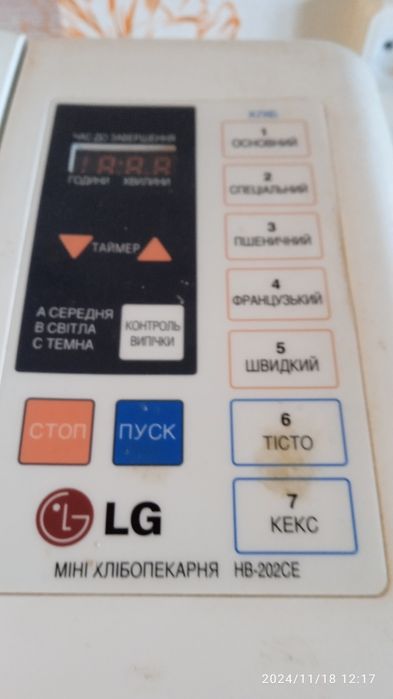 ЧАС ДО ЗАВЕРШЕННЯ
ГОДИНИ ХВИЛИНИ
ТАЙМЕР
А СЕРЕДНЯ
В СВІТЛА
С ТЕМНА
КОНТРОЛЬ
ВИПІЧКИ
СТОП
ПУСК
ХЛІБ
1
ОСНОВНИЙ
2
СПЕЦІАЛЬНИЙ
3
ПШЕНИЧНИЙ
4
ФРАНЦУЗЬКИЙ
5
ШВИДКИЙ
6
ТІСТО
7
КЕКС
LG
МІНІ ХЛІБОПЕКАРНЯ HB-202CE
2024/11/18 12:17